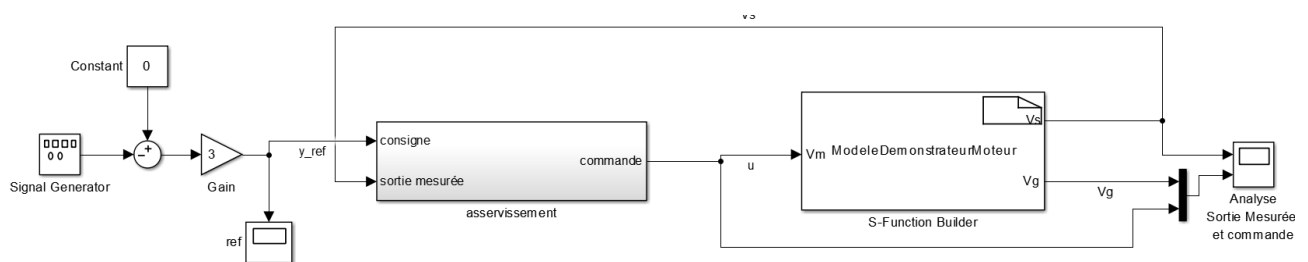 Vs
Constant
0
Signal Generator
-
+
3
Gain
y_ref
ref
consigne
sortie mesurée
commande
asservissement
u
Vm
ModeleDemonstrateurMoteur
Vs
Vg
S-Function Builder
Vg
Analyse
Sortie Mesurée
et commande